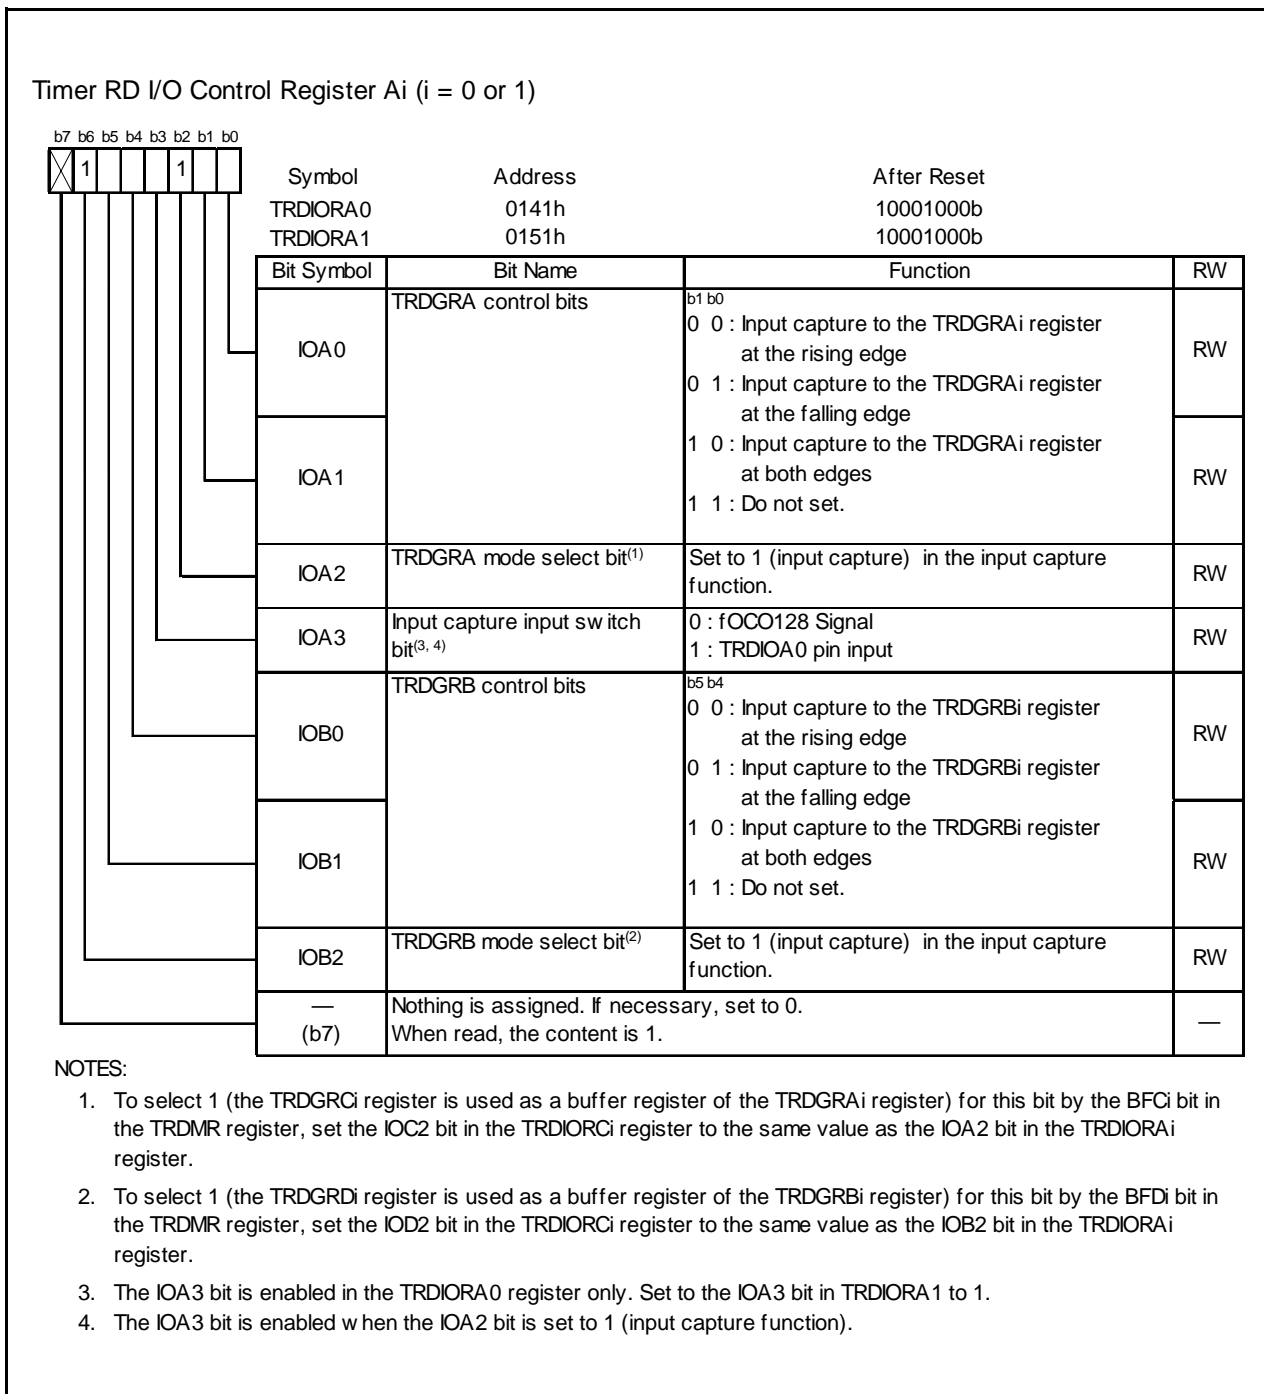 Timer RD I/O Control Register Ai (i = 0 or 1)
b7 b6 b5 b4 b3 b2 b1 b0
1 1
Symbol Address After Reset
TRDIORA0 0141h 10001000b
TRDIORA1 0151h 10001000b
Bit Symbol Bit Name Function RW
IOA0 TRDGRA control bits b1 b0
0 0 : Input capture to the TRDGRAi register
at the rising edge RW
0 1 : Input capture to the TRDGRAi register
at the falling edge
IOA1 1 0 : Input capture to the TRDGRAi register
at both edges RW
1 1 : Do not set.
IOA2 TRDGRA mode select bit(1) Set to 1 (input capture) in the input capture
function. RW
IOA3 Input capture input switch 0 : fOCO128 Signal
bit(3, 4) 1 : TRDIOA0 pin input RW
TRDGRB control bits b5 b4
IOB0 0 0 : Input capture to the TRDGRBi register
at the rising edge RW
0 1 : Input capture to the TRDGRBi register
at the falling edge
IOB1 1 0 : Input capture to the TRDGRBi register
at both edges RW
1 1 : Do not set.
IOB2 TRDGRB mode select bit(2) Set to 1 (input capture) in the input capture
function. RW
— Nothing is assigned. If necessary, set to 0. —
(b7) When read, the content is 1.
NOTES:
1. To select 1 (the TRDGRCi register is used as a buffer register of the TRDGRAi register) for this bit by the BFCi bit in
the TRDMR register, set the IOC2 bit in the TRDIORCi register to the same value as the IOA2 bit in the TRDIORAi
register.
2. To select 1 (the TRDGRDi register is used as a buffer register of the TRDGRBi register) for this bit by the BFDi bit in
the TRDMR register, set the IOD2 bit in the TRDIORCi register to the same value as the IOB2 bit in the TRDIORAi
register.
3. The IOA3 bit is enabled in the TRDIORA0 register only. Set to the IOA3 bit in TRDIORA1 to 1.
4. The IOA3 bit is enabled when the IOA2 bit is set to 1 (input capture function).